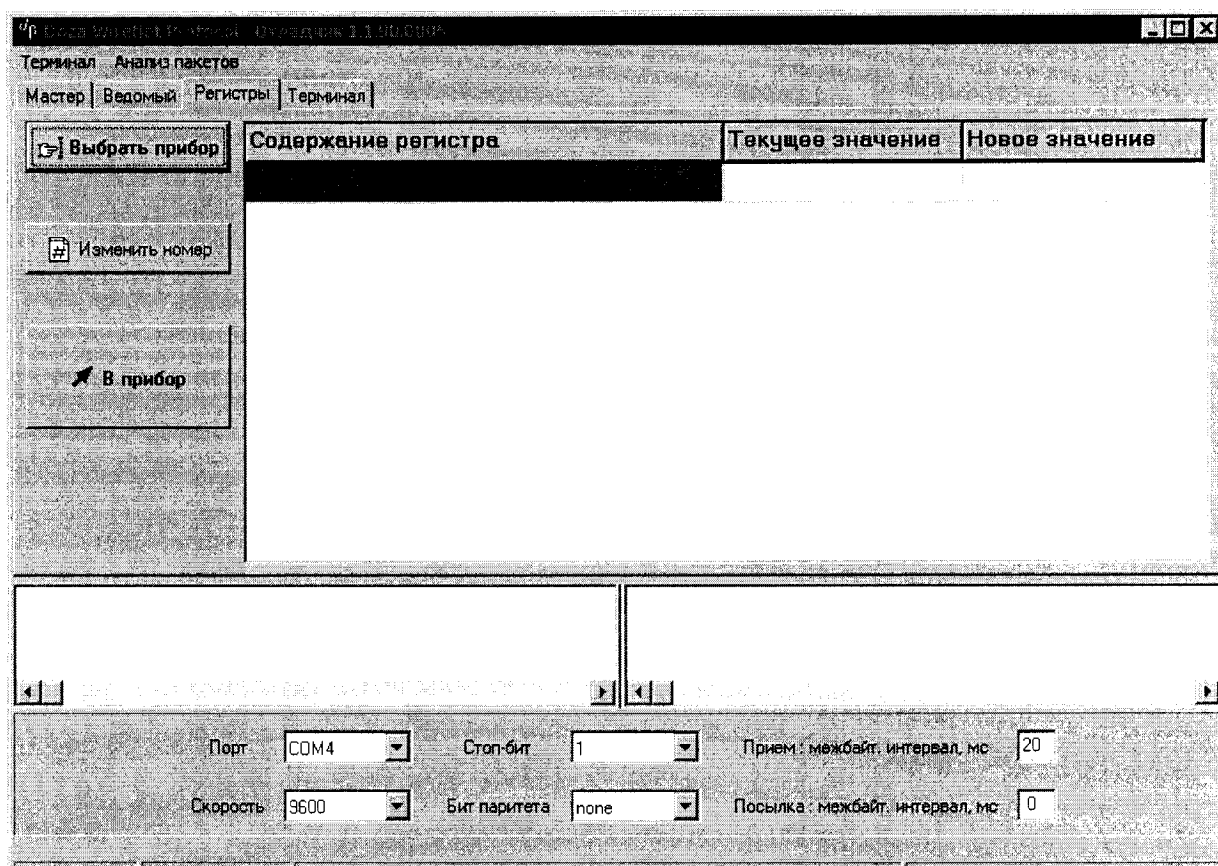 Терминал Анализ пакетов
Мастер Ведомый Регистры Терминал
Выбрать прибор
Содержание регистра Текущее значение Новое значение
Изменить номер
В прибор
Порт COM4 Стоп-бит 1 Прием : межбайт. интервал, мс 20
Скорость 9600 Бит паритета none Посылка : межбайт. интервал, мс 0